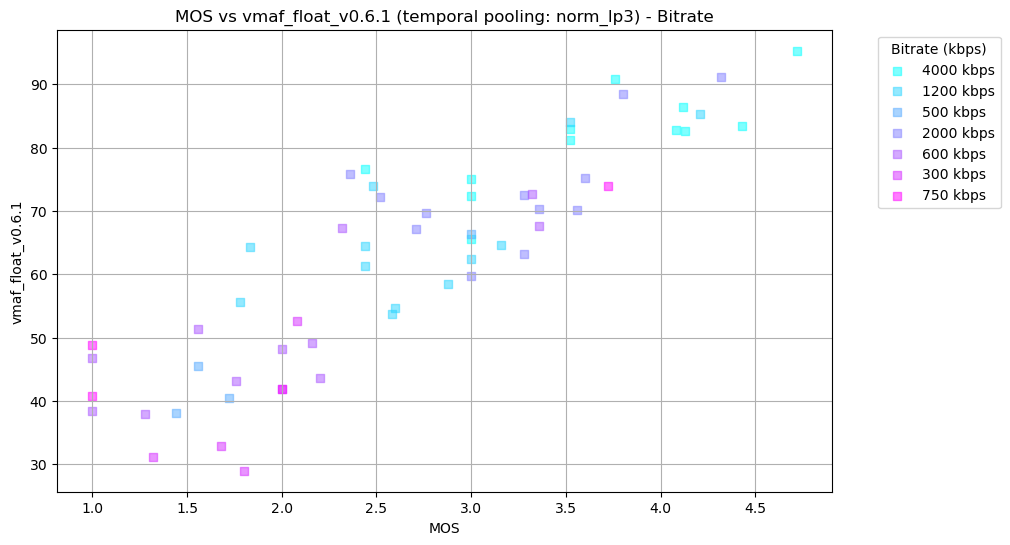 MOS vs vmaf_float_v0.6.1 (temporal pooling: norm_lp3) - Bitrate
vmaf_float_v0.6.1
90
80
70
60
50
40
30
1.0 1.5 2.0 2.5 3.0 3.5 4.0 4.5
MOS
Bitrate (kbps)
4000 kbps
1200 kbps
500 kbps
2000 kbps
600 kbps
300 kbps
750 kbps